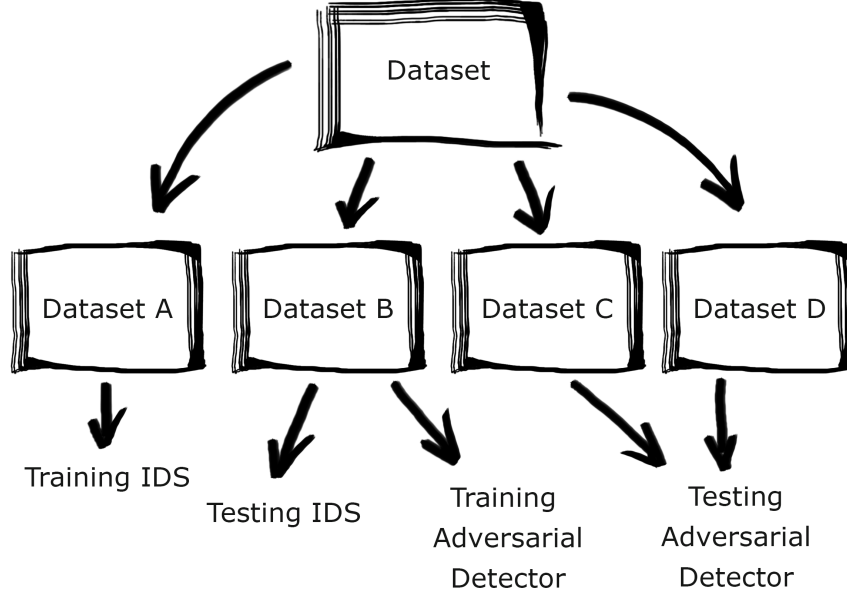 Dataset
Dataset A
Dataset B
Dataset C
Dataset D
Training IDS
Testing IDS
Training
Adversarial
Detector
Testing
Adversarial
Detector